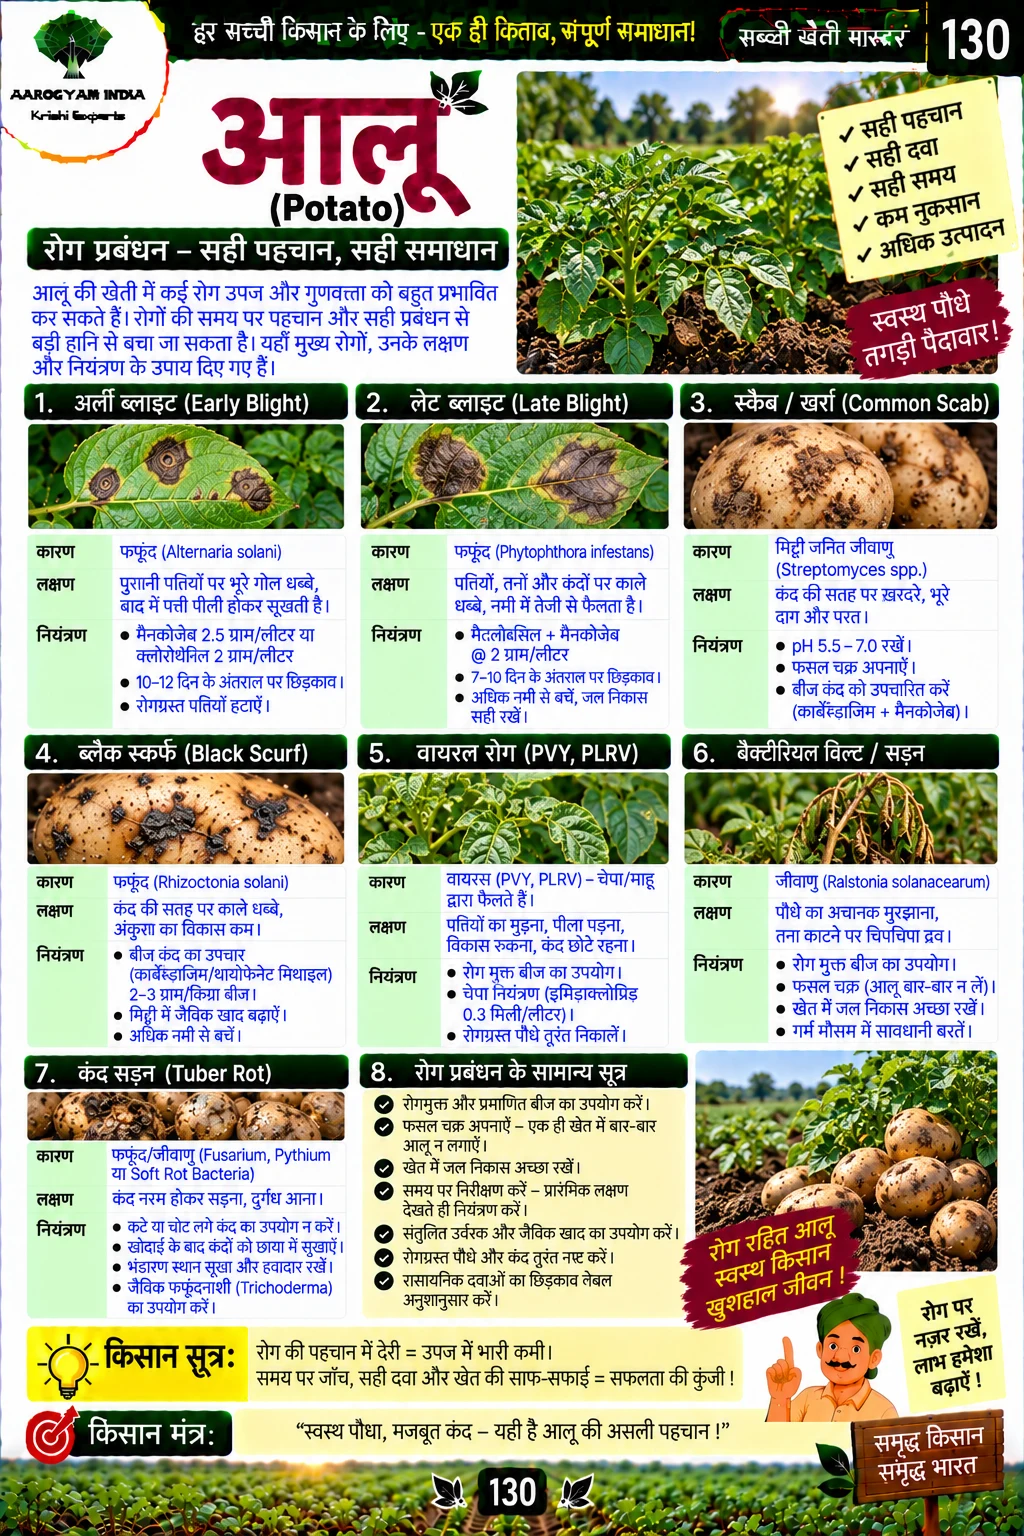 AAROGYAM INDIA
Krishi Experts
हर सच्ची किसान के लिए - एक ही किताब, संपूर्ण समाधान!
सब्जी खेती मास्टर
130
आलू
(Potato)
रोग प्रबंधन – सही पहचान, सही समाधान
आलू की खेती में कई रोग उपज और गुणवत्ता को बहुत प्रभावित
कर सकते हैं। रोगों की समय पर पहचान और सही प्रबंधन से
बड़ी हानि से बचा जा सकता है। यहाँ मुख्य रोगों, उनके लक्षण
और नियंत्रण के उपाय दिए गए हैं।
✓ सही पहचान
✓ सही दवा
✓ सही समय
✓ कम नुकसान
✓ अधिक उत्पादन
स्वस्थ पौधे
तगड़ी पैदावार!
1. अर्ली ब्लाइट (Early Blight)
कारण फफूंद (Alternaria solani)
लक्षण पुरानी पत्तियों पर भूरे गोल धब्बे,
बाद में पत्ती पीली होकर सूखती है।
नियंत्रण • मैनकोजेब 2.5 ग्राम/लीटर या
क्लोरोथेनिल 2 ग्राम/लीटर
• 10–12 दिन के अंतराल पर छिड़काव।
• रोगग्रस्त पत्तियों हटाएँ।
2. लेट ब्लाइट (Late Blight)
कारण फफूंद (Phytophthora infestans)
लक्षण पत्तियों, तनों और कंदों पर काले
धब्बे, नमी में तेजी से फैलता है।
नियंत्रण • + मैनकोजेब
@ 2 ग्राम/लीटर
• 7–10 दिन के अंतराल पर छिड़काव।
• अधिक नमी से बचें, जल निकास
सही रखें।
3. स्कैब / खर्रा (Common Scab)
कारण मिट्टी जनित जीवाणु
(Streptomyces spp.)
लक्षण कंद की सतह पर खुरदरे, भूरे
दाग और परत।
नियंत्रण • pH 5.5 – 7.0 रखें।
• फसल चक्र अपनाएँ।
• बीज कंद को उपचारित करें
(कार्बेन्डाजिम + मैनकोजेब)।
4. ब्लैक स्कर्फ (Black Scurf)
कारण फफूंद (Rhizoctonia solani)
लक्षण कंद की सतह पर काले धब्बे,
अंकुरण का विकास कम।
नियंत्रण • बीज कंद का उपचार
(कार्बेन्डाजिम/थायोफेनेट मिथाइल)
2–3 ग्राम/किग्रा बीज।
• मिट्टी में जैविक खाद बढ़ाएँ।
• अधिक नमी से बचें।
5. वायरल रोग (PVY, PLRV)
कारण वायरस (PVY, PLRV) – चेपा/माहू
द्वारा फैलते हैं।
लक्षण पत्तियों का मुड़ना, पीला पड़ना,
विकास रुकना, कंद छोटे रहना।
नियंत्रण • रोग मुक्त बीज का उपयोग।
• चेपा नियंत्रण (इमिडाक्लोप्रिड
0.3 मिली/लीटर)।
• रोगग्रस्त पौधे तुरंत निकालें।
6. बैक्टीरियल विल्ट / सड़न
कारण जीवाणु (Ralstonia solanacearum)
लक्षण पौधे का अचानक मुरझाना,
तना काटने पर चिपचिपा द्रव।
नियंत्रण • रोग मुक्त बीज का उपयोग।
• फसल चक्र (आलू बार-बार न लें)।
• खेत में जल निकास अच्छा रखें।
• गर्म मौसम में सावधानी बरतें।
7. कंद सड़न (Tuber Rot)
कारण फफूंद/जीवाणु (Fusarium, Pythium
या Soft Rot Bacteria)
लक्षण कंद नरम होकर सड़ना, दुर्गंध आना।
नियंत्रण • कटे या चोट लगे कंद का उपयोग न करें।
• खोदाई के बाद कंदों को छाया में सुखाएँ।
• भंडारण स्थान सूखा और हवादार रखें।
• जैविक फफूंदनाशी (Trichoderma)
का उपयोग करें।
8. रोग प्रबंधन के सामान्य सूत्र
✓ रोगमुक्त और प्रमाणित बीज का उपयोग करें।
✓ फसल चक्र अपनाएँ – एक ही खेत में बार-बार
आलू न लगाएँ।
✓ खेत में जल निकास अच्छा रखें।
✓ समय पर निरीक्षण करें – प्रारंमिक लक्षण
देखते ही नियंत्रण करें।
✓ संतुलित उर्वरक और जैविक खाद का उपयोग करें।
✓ रोगग्रस्त पौधे और कंद तुरंत नष्ट करें।
✓ रासायनिक दवाओं का छिड़काव लेबल
अनुशानुसार करें।
रोग रहित आलू
स्वस्थ किसान
खुशहाल जीवन !
किसान सूत्र:
रोग की पहचान में देरी = उपज में भारी कमी।
समय पर जाँच, सही दवा और खेत की साफ-सफाई = सफलता की कुंजी !
रोग पर
नज़र रखें,
लाभ हमेशा
बढ़ाएँ !
किसान मंत्र:
“स्वस्थ पौधा, मजबूत कंद – यही है आलू की असली पहचान !”
समृद्ध किसान
समृद्ध भारत
130